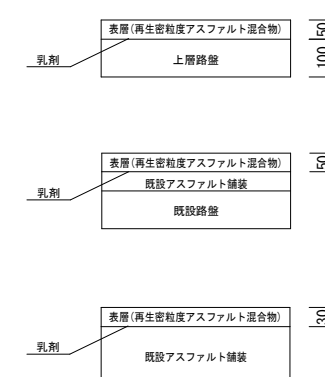 表層(再生密粒度アスファルト混合物)
50
乳剤
上層路盤
100
表層(再生密粒度アスファルト混合物)
50
乳剤
既設アスファルト舗装
既設路盤
表層(再生密粒度アスファルト混合物)
30
乳剤
既設アスファルト舗装